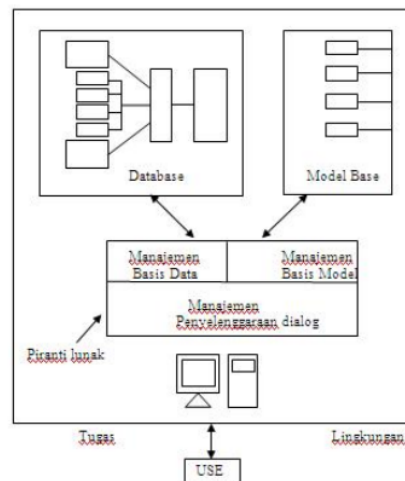 Database
Model Base
Manajemen
Basis Data
Manajemen
Basis Model
Manajemen
Penyelenggaraan dialog
Piranti lunak
Tugas
Lingkungan
USE